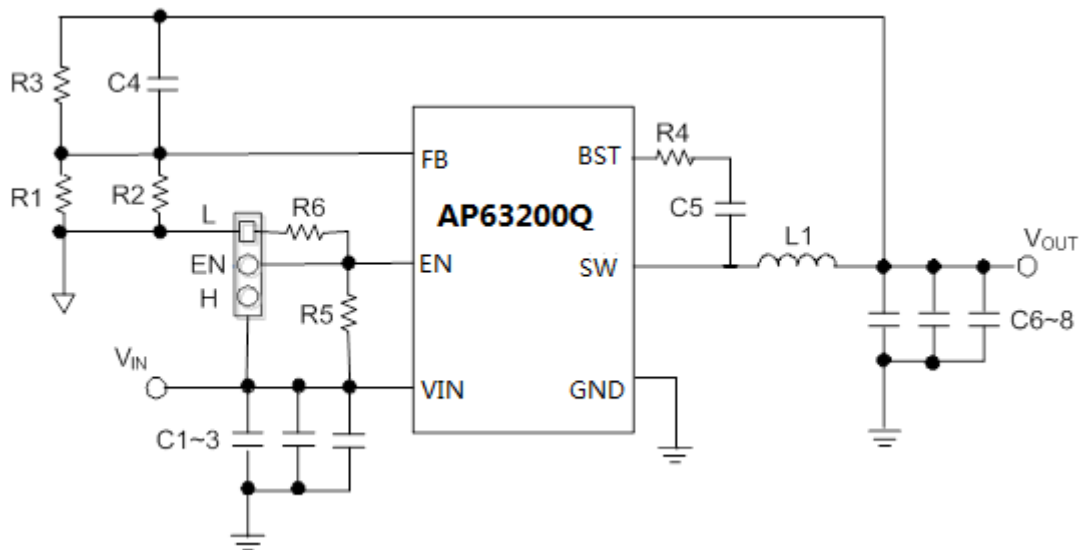 R3
C4
R4
FB
BST
R1
R2
L
R6
AP63200Q
C5
L1
VOUT
EN
EN
SW
H
R5
C6~8
VIN
VIN
GND
C1~3